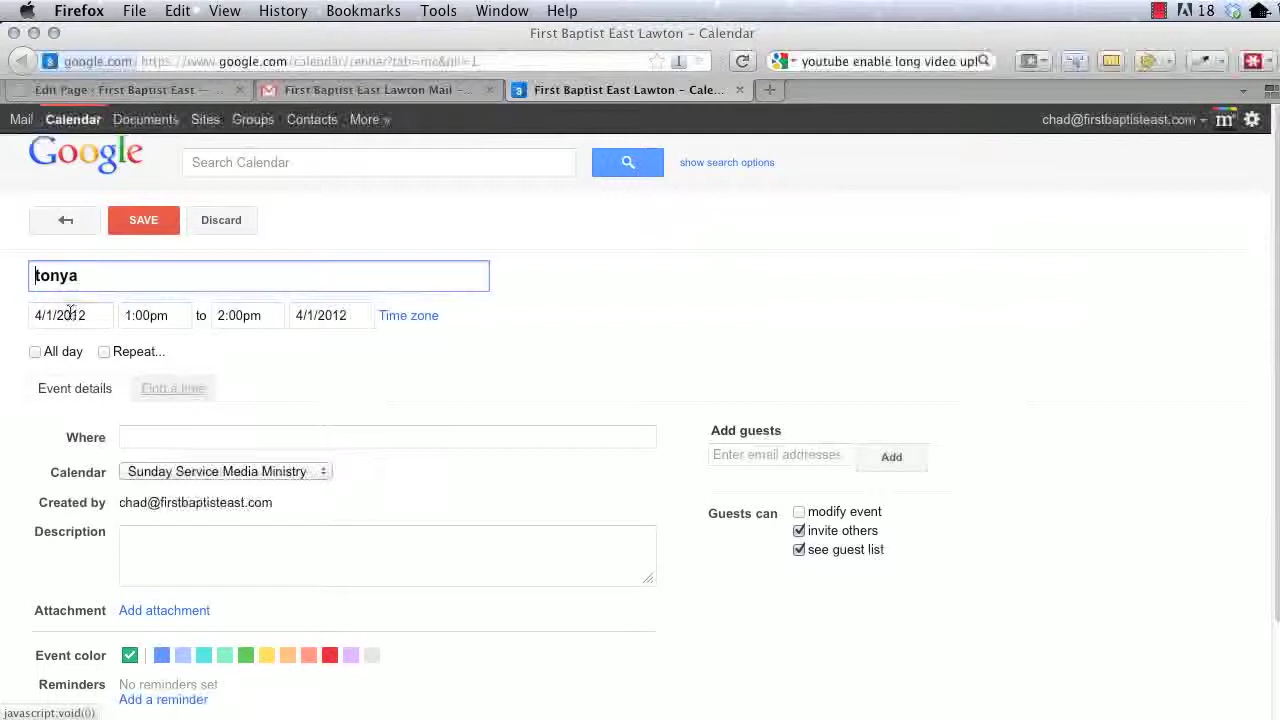 Firefox File Edit View History Bookmarks Tools Window Help 18
First Baptist East Lawton – Calendar
google.com https://www.google.com/calendar/ youtube enable long video upl
Edit Page ‹ First Baptist East — ... First Baptist East Lawton Mail – ... First Baptist East Lawton – Cale...
Mail Calendar Documents Sites Groups Contacts More chad@firstbaptisteast.com
Google Search Calendar show search options
SAVE Discard
tonya
4/1/2012 1:00pm to 2:00pm 4/1/2012 Time zone
All day Repeat...
Event details Find a time
Where
Calendar Sunday Service Media Ministry
Created by chad@firstbaptisteast.com
Description
Attachment Add attachment
Event color
Reminders No reminders set
Add a reminder
Add guests
Enter email addresses Add
Guests can modify event
invite others
see guest list
javascript:void(0)